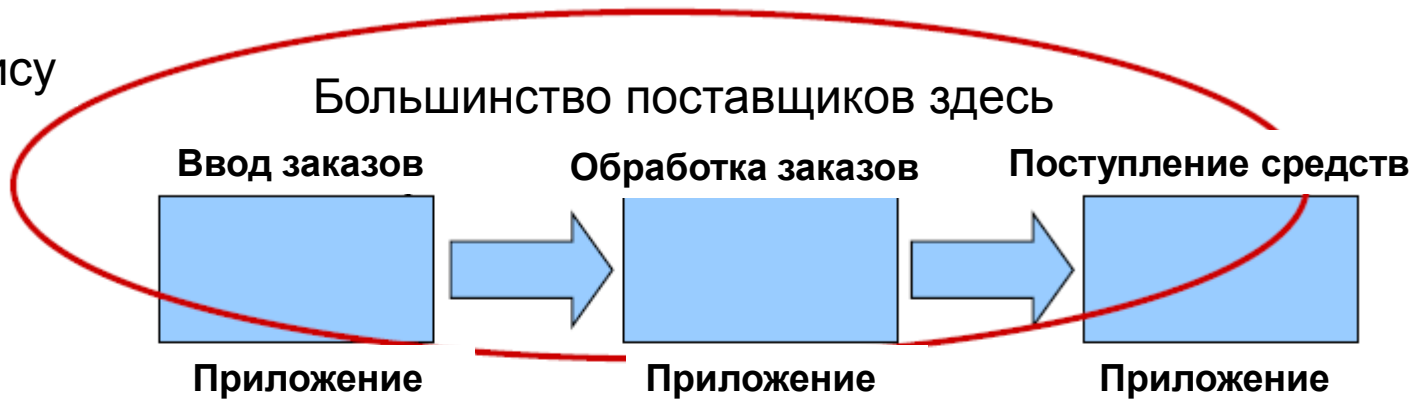 Большинство поставщиков здесь
Ввод заказов
Обработка заказов
Поступление средств
Приложение
Приложение
Приложение